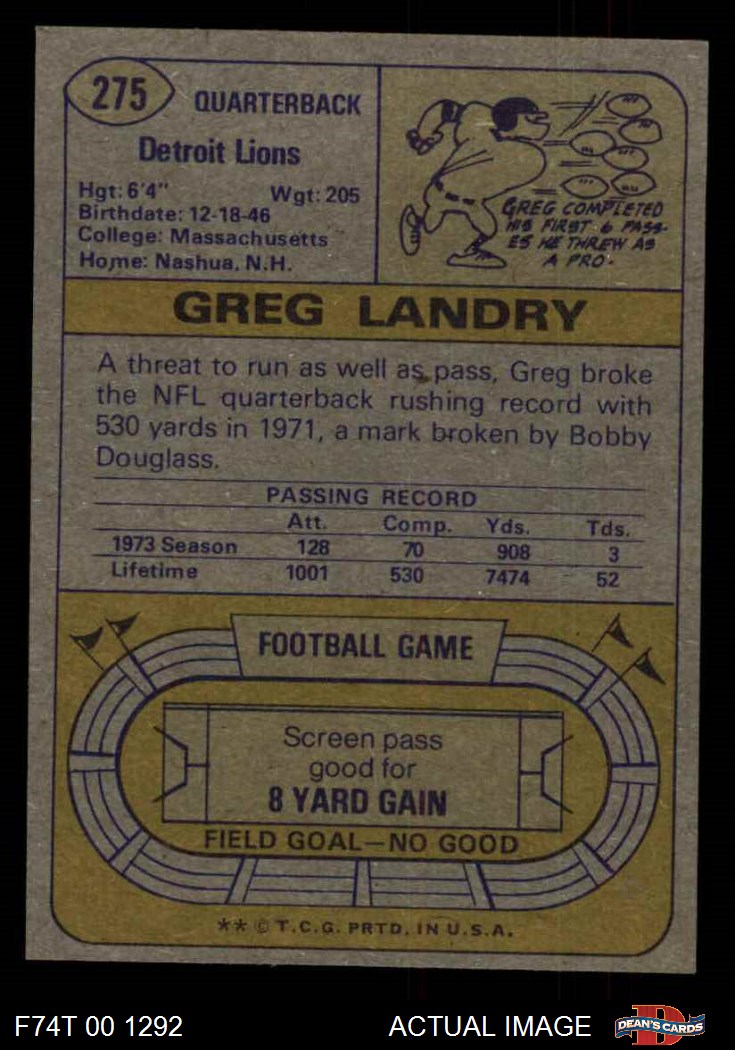 275
QUARTERBACK
Detroit Lions
Hgt: 6'4" Wgt: 205
Birthdate: 12-18-46
College: Massachusetts
Home: Nashua, N.H.
GREG COMPLETED
HIS FIRST 6 PASS-
ES HE THREW AS
A PRO.
GREG LANDRY
A threat to run as well as pass, Greg broke
the NFL quarterback rushing record with
530 yards in 1971, a mark broken by Bobby
Douglass.
PASSING RECORD
Att. Comp. Yds. Tds.
1973 Season 128 70 908 3
Lifetime 1001 530 7474 52
FOOTBALL GAME
Screen pass
good for
8 YARD GAIN
FIELD GOAL—NO GOOD
** © T.C.G. PRTD. IN U.S.A.
F74T 00 1292 ACTUAL IMAGE
D
DEAN'S CARDS